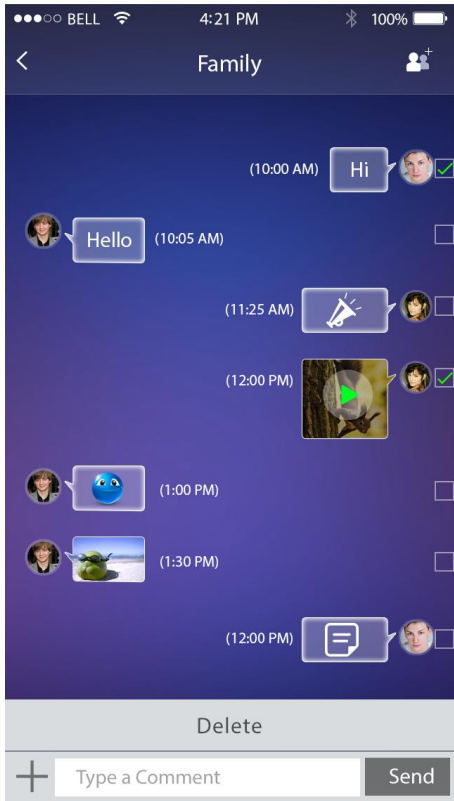 BELL 4:21 PM 100%
Family
(10:00 AM) Hi
Hello (10:05 AM)
(11:25 AM)
(12:00 PM)
(1:00 PM)
(1:30 PM)
(12:00 PM)
Delete
Type a Comment Send